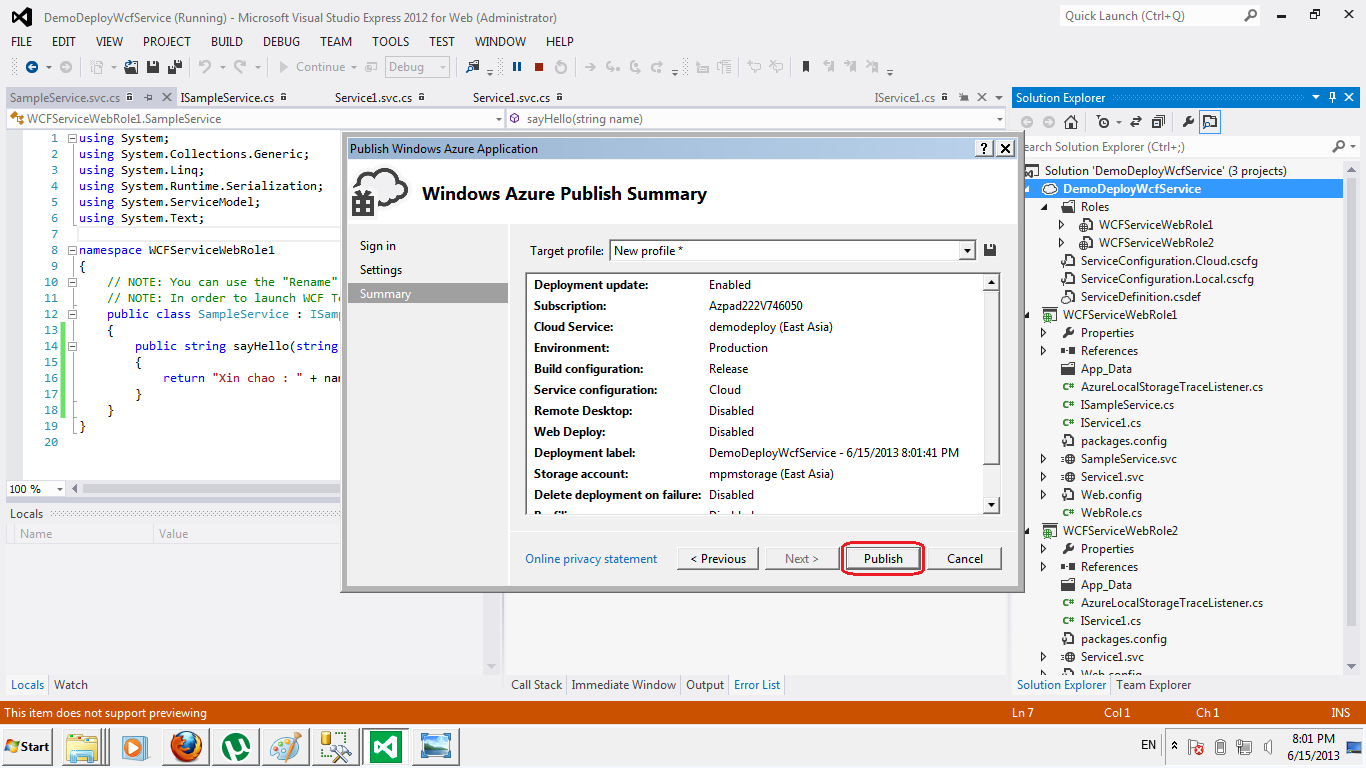 DemoDeployWcfService (Running) - Microsoft Visual Studio Express 2012 for Web (Administrator)
Quick Launch (Ctrl+Q)
FILE EDIT VIEW PROJECT BUILD DEBUG TEAM TOOLS TEST WINDOW HELP
Continue Debug
SampleService.svc.cs ISampleService.cs Service1.svc.cs Service1.svc.cs IService1.cs
WCFServiceWebRole1.SampleService sayHello(string name)
1 using System;
2 using System.Collections.Generic;
3 using System.Linq;
4 using System.Runtime.Serialization;
5 using System.ServiceModel;
6 using System.Text;
7
8 namespace WCFServiceWebRole1
9 {
10 // NOTE: You can use the "Rename"
11 // NOTE: In order to launch WCF
12 public class SampleService :
13 {
14 public string sayHello(string
15 {
16 return "Xin chao : " +
17 }
18 }
19 }
20
100 %
Locals
Name Value
Locals Watch
Publish Windows Azure Application
Windows Azure Publish Summary
Sign in
Settings
Summary
Target profile: New profile *
Deployment update: Enabled
Subscription: Azpad222V746050
Cloud Service: demodeploy (East Asia)
Environment: Production
Build configuration: Release
Service configuration: Cloud
Remote Desktop: Disabled
Web Deploy: Disabled
Deployment label: DemoDeployWcfService - 6/15/2013 8:01:41 PM
Storage account: mpmstorage (East Asia)
Delete deployment on failure: Disabled
Online privacy statement < Previous Next > Publish Cancel
Call Stack Immediate Window Output Error List
Solution Explorer
Search Solution Explorer (Ctrl+;)
Solution 'DemoDeployWcfService' (3 projects)
DemoDeployWcfService
Roles
WCFServiceWebRole1
WCFServiceWebRole2
ServiceConfiguration.Cloud.cscfg
ServiceConfiguration.Local.cscfg
ServiceDefinition.csdef
WCFServiceWebRole1
Properties
References
App_Data
AzureLocalStorageTraceListener.cs
ISampleService.cs
IService1.cs
packages.config
SampleService.svc
Service1.svc
Web.config
WebRole.cs
WCFServiceWebRole2
Properties
References
App_Data
AzureLocalStorageTraceListener.cs
IService1.cs
packages.config
Service1.svc
Web.config
Solution Explorer Team Explorer
This item does not support previewing Ln 7 Col 1 Ch 1 INS
Start
EN
8:01 PM
6/15/2013